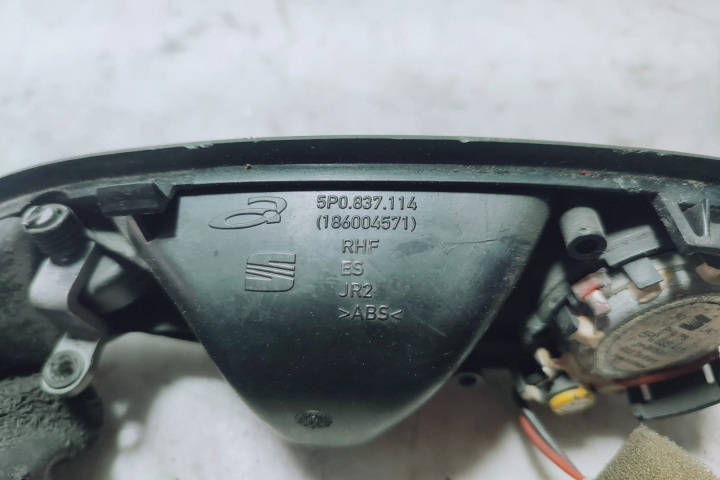 5P0.837.114
(186004571)
RHF
ES
JR2
>ABS<